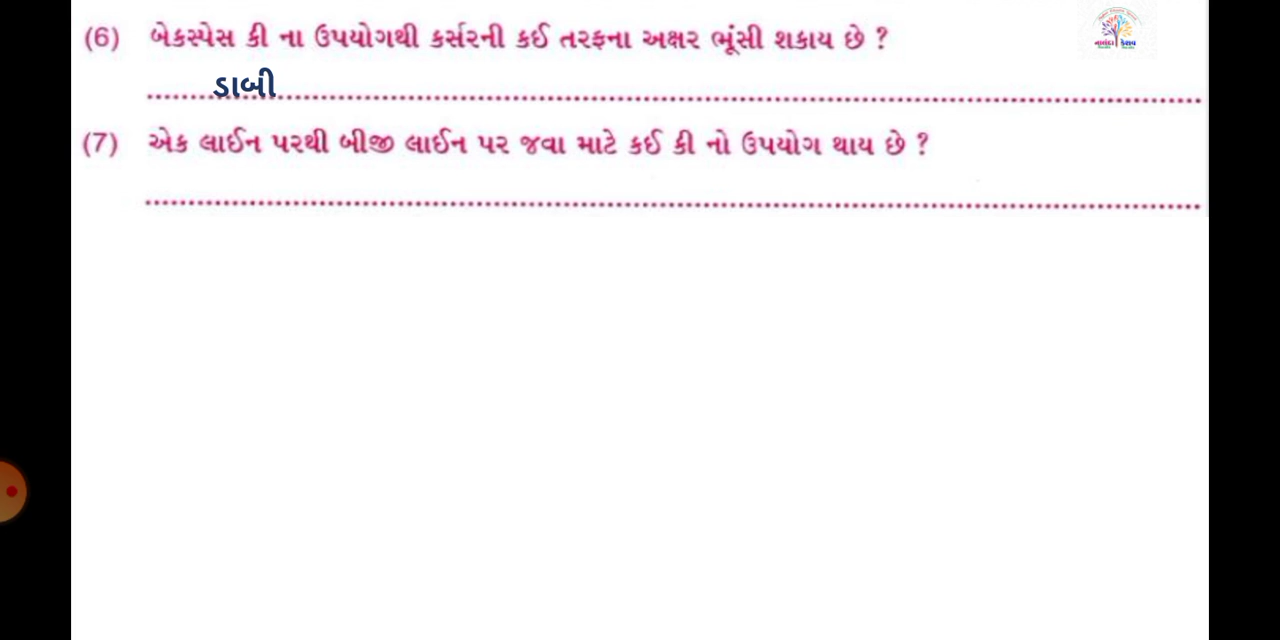 (6) બેકસ્પેસ કી ના ઉપયોગથી કર્સરની કઈ તરફના અક્ષર ભૂંસી શકાય છે ?
ડાબી
(7) એક લાઈન પરથી બીજી લાઈન પર જવા માટે કઈ કી નો ઉપયોગ થાય છે ?
નાલંદા કેશવ